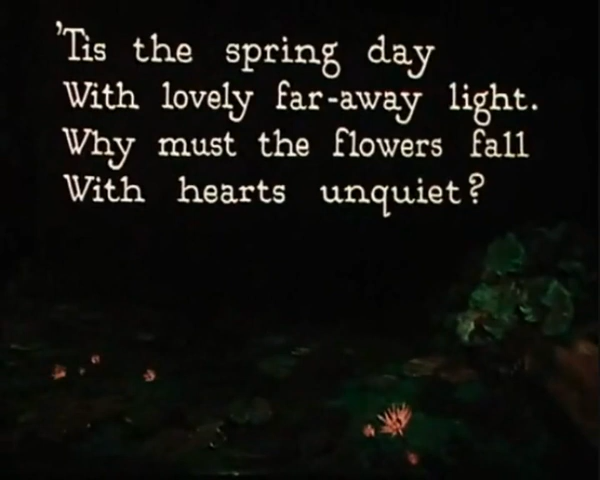 'Tis the spring day
With lovely far-away light.
Why must the flowers fall
With hearts unquiet?